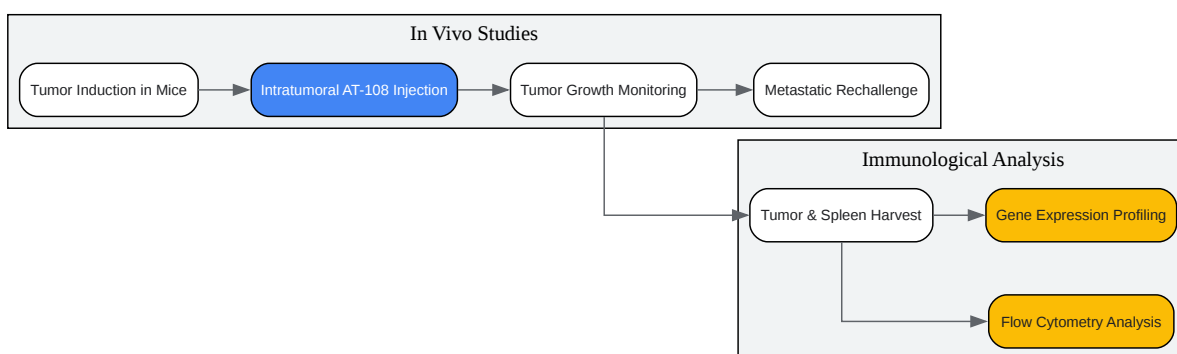 In Vivo Studies
Tumor Induction in Mice
Intratumoral AT-108 Injection
Tumor Growth Monitoring
Metastatic Rechallenge
Immunological Analysis
Tumor & Spleen Harvest
Gene Expression Profiling
Flow Cytometry Analysis